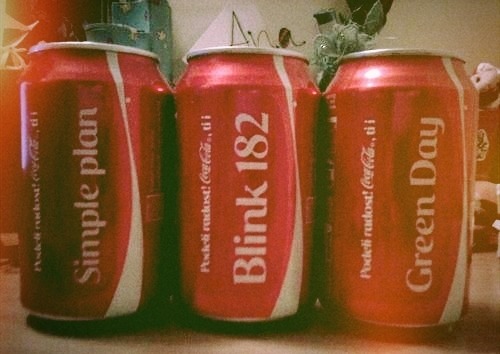 Ana
Podeli radost! Coca-Cola, ti i
Simple plan
Podeli radost! Coca-Cola, ti i
Blink 182
Podeli radost! Coca-Cola, ti i
Green Day